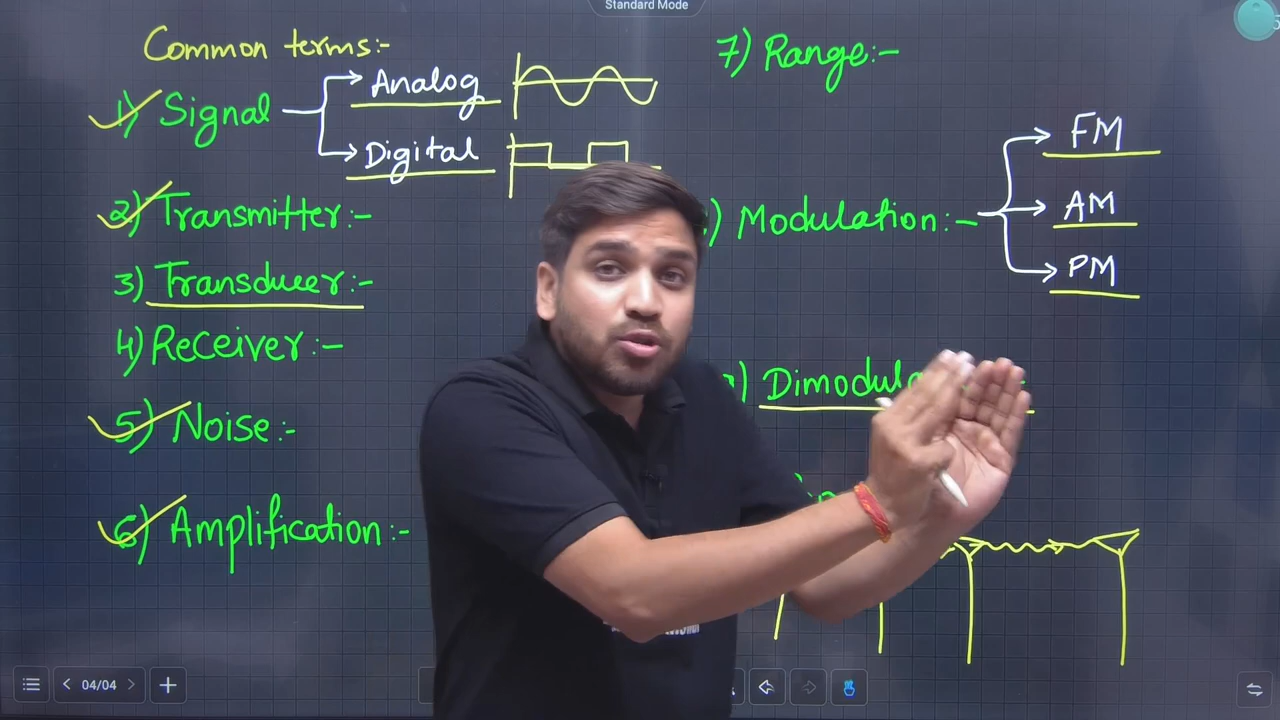 Standard Mode
Common terms:-
1) Signal
Analog
Digital
2) Transmitter:-
3) Transducer:-
4) Receiver:-
5) Noise:-
6) Amplification:-
7) Range:-
) Modulation:-
FM
AM
PM
) Dimodula
04/04